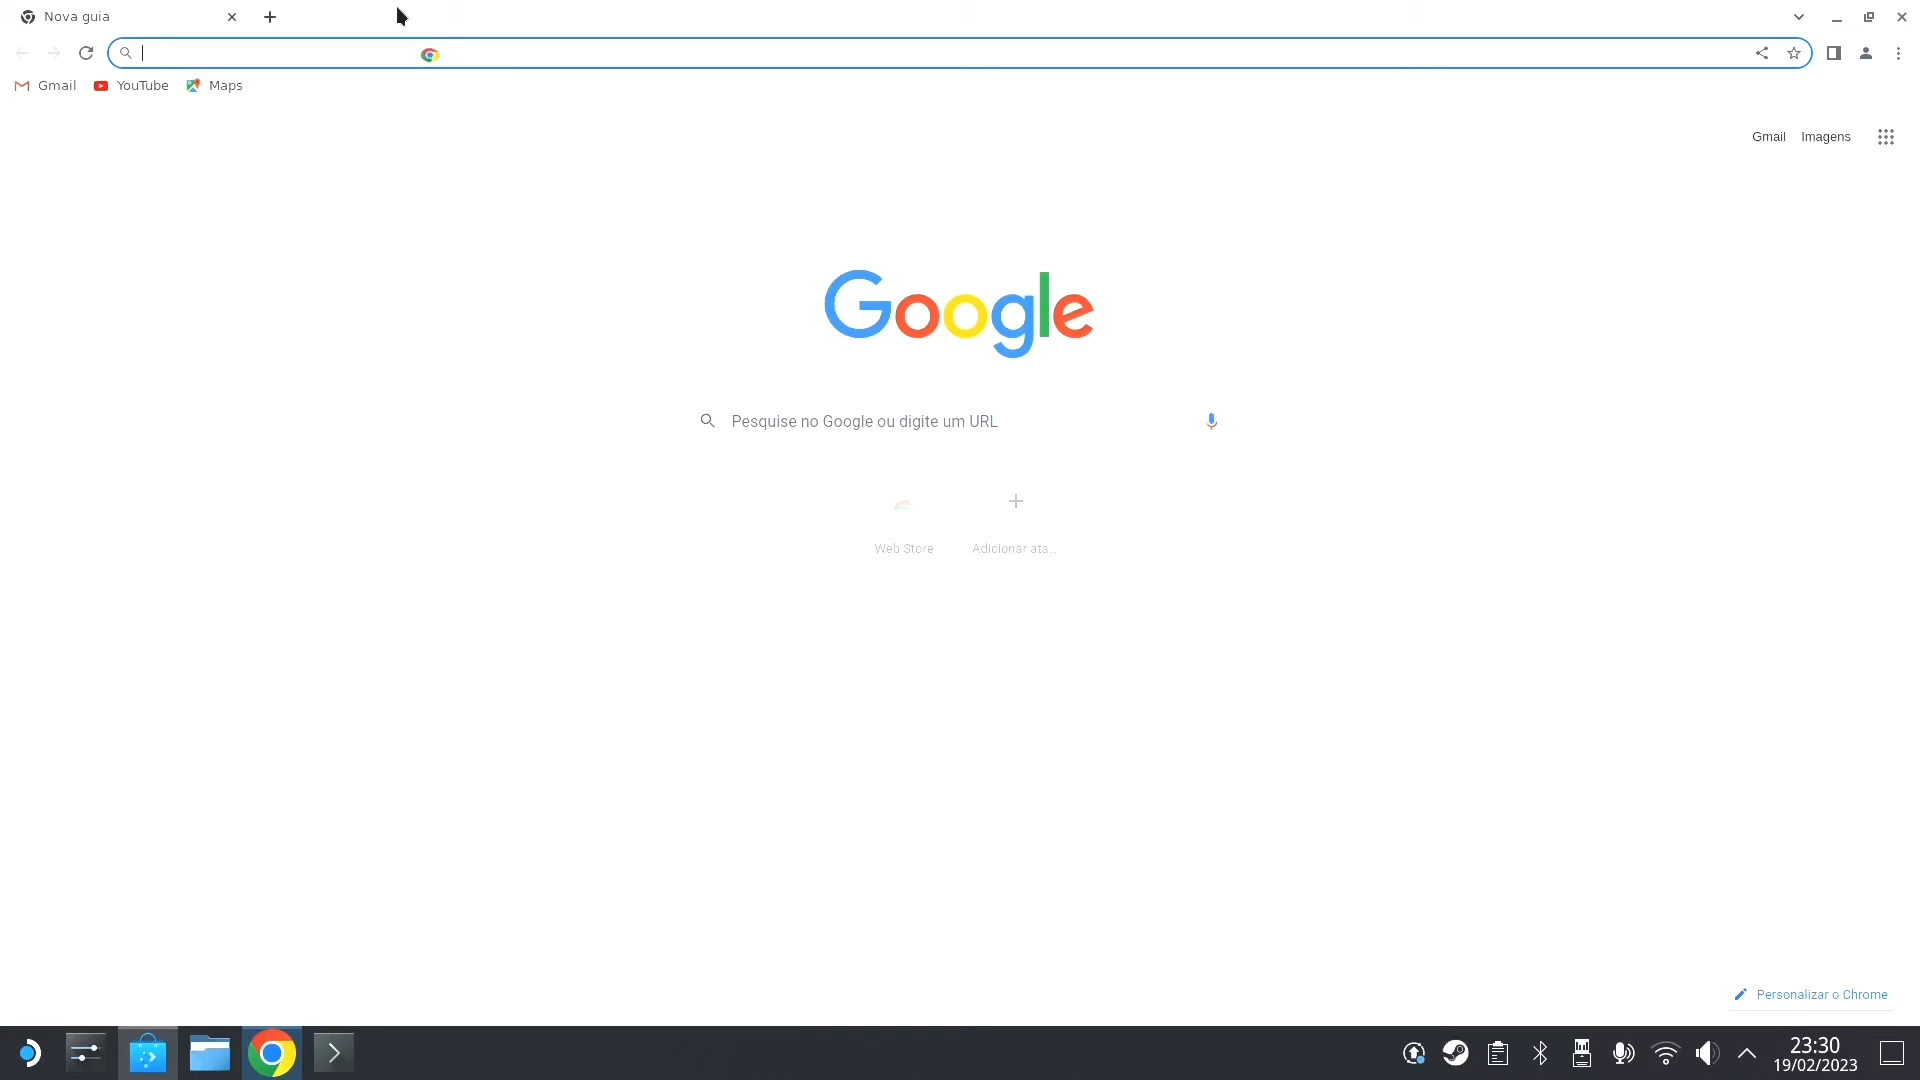 Nova guia
Gmail YouTube Maps
Gmail Imagens
Google
Pesquise no Google ou digite um URL
Web Store Adicionar ata...
Personalizar o Chrome
23:30
19/02/2023